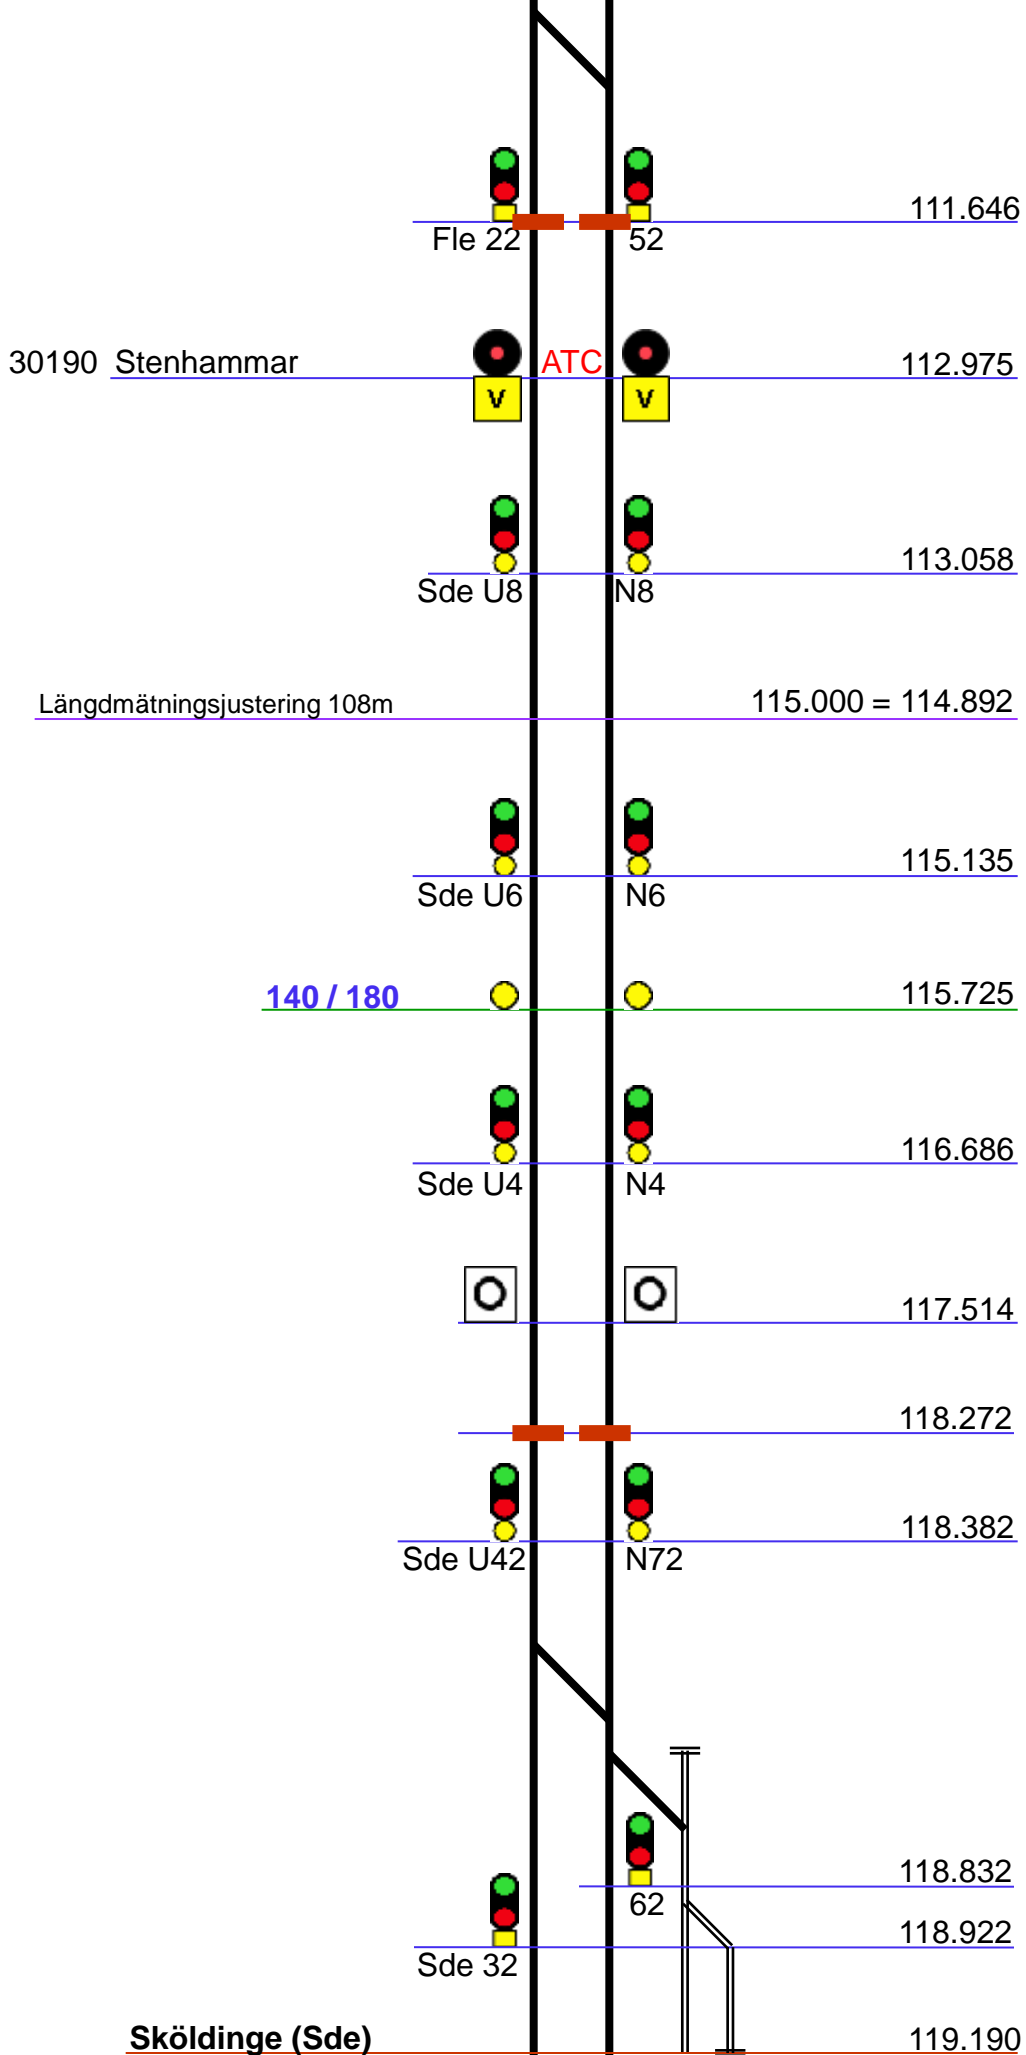 111.646
Fle 22 52
30190 Stenhammar ATC 112.975
V V
113.058
Sde U8 N8
Längdmätningsjustering 108m 115.000 = 114.892
115.135
Sde U6 N6
140 / 180 115.725
116.686
Sde U4 N4
117.514
118.272
118.382
Sde U42 N72
118.832
62
118.922
Sde 32
Sköldinge (Sde) 119.190